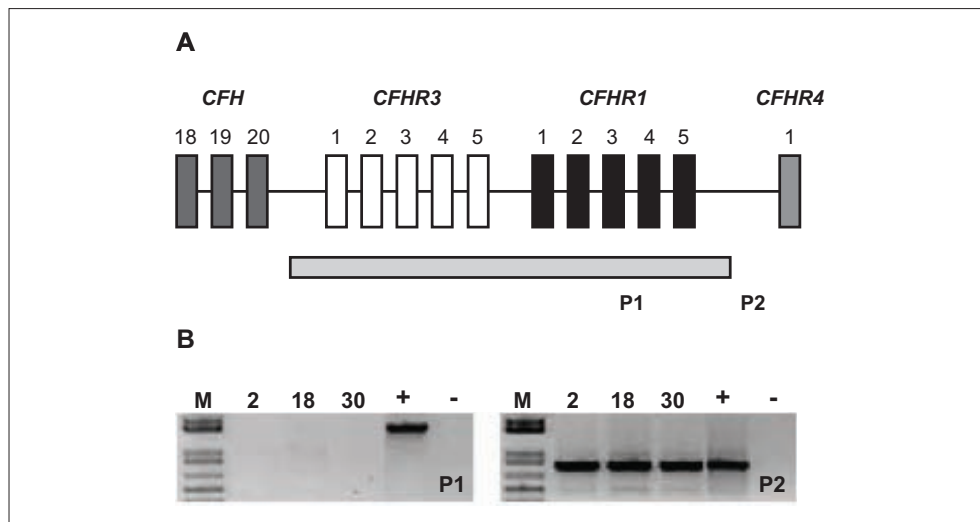 A
CFH CFHR3 CFHR1 CFHR4
18 19 20 1 2 3 4 5 1 2 3 4 5 1
P1 P2
B
M 2 18 30 + - M 2 18 30 + -
P1 P2